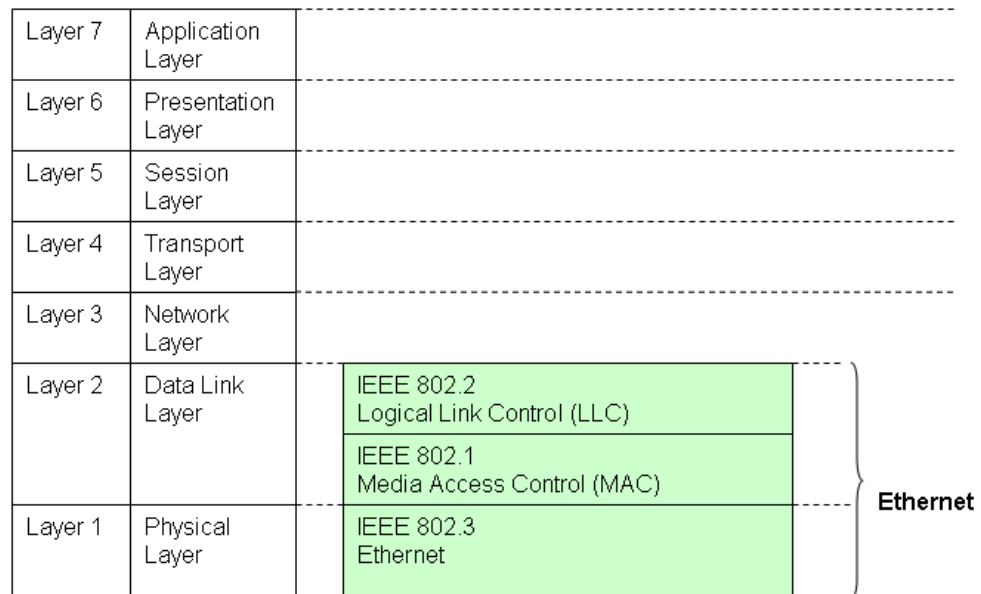 Layer 7 Application
Layer
Layer 6 Presentation
Layer
Layer 5 Session
Layer
Layer 4 Transport
Layer
Layer 3 Network
Layer
Layer 2 Data Link
Layer
IEEE 802.2
Logical Link Control (LLC)
IEEE 802.1
Media Access Control (MAC)
Layer 1 Physical
Layer
IEEE 802.3
Ethernet
Ethernet